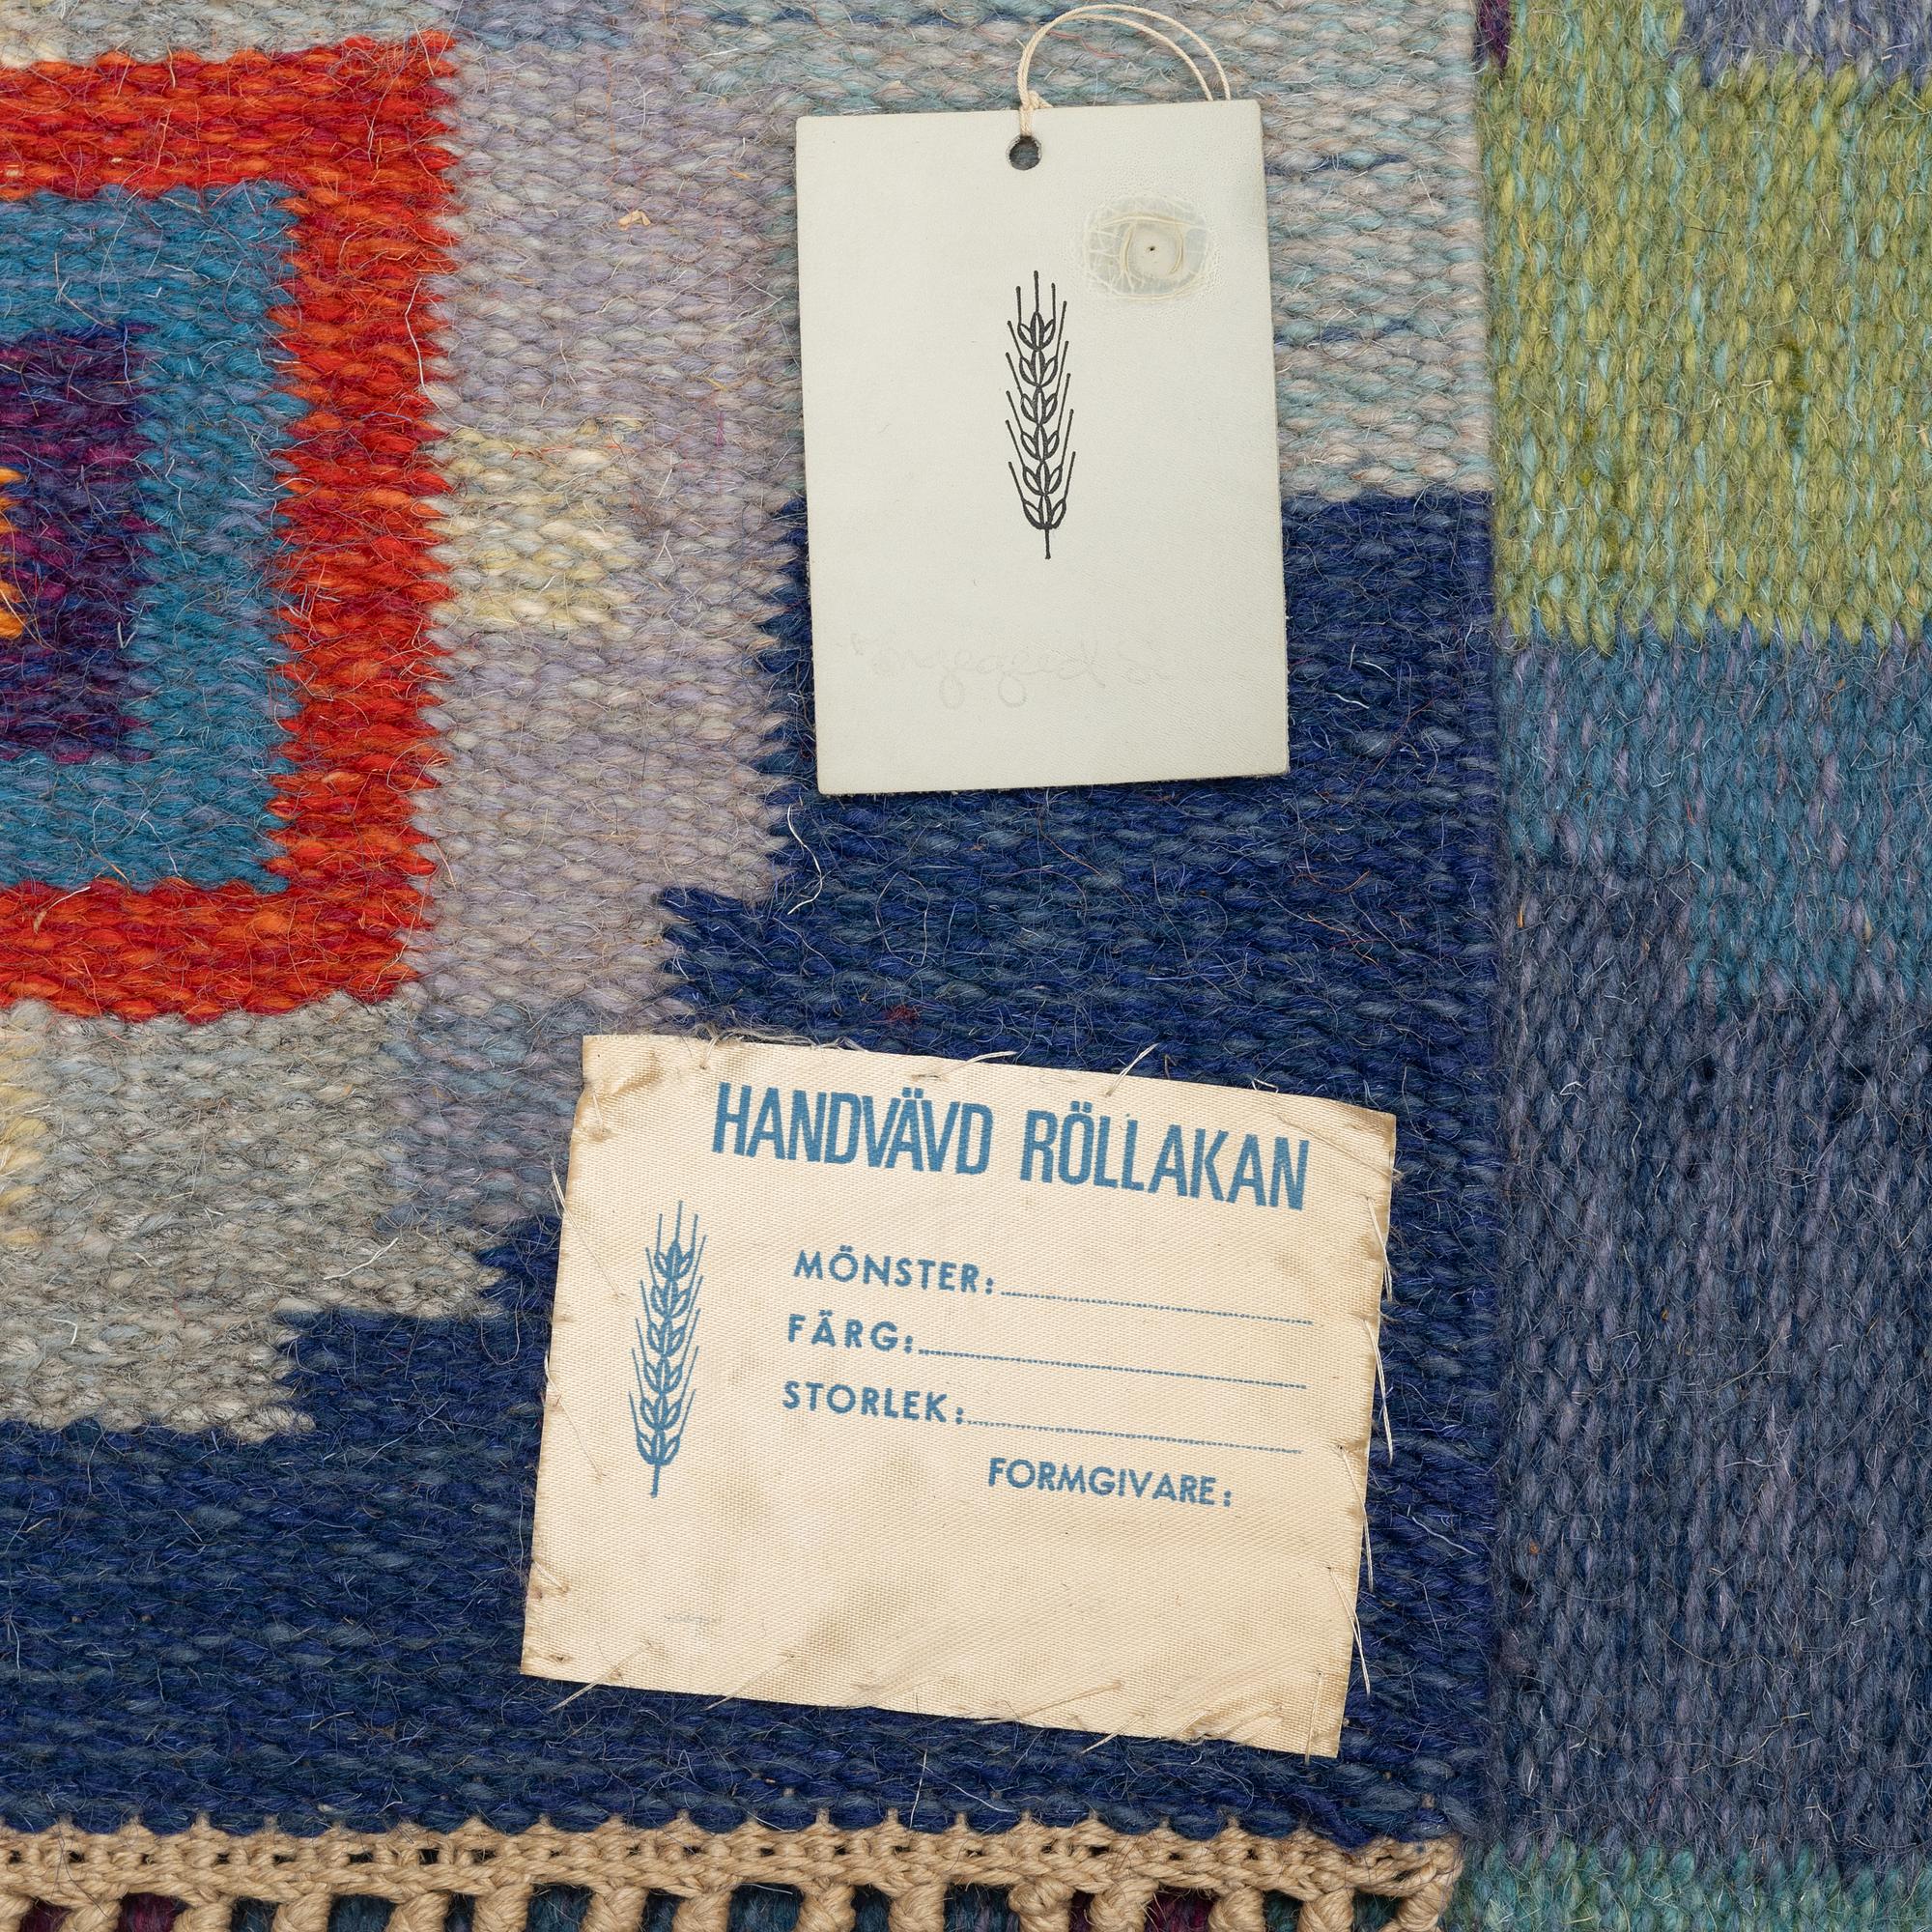 HANDVÄVD RÖLLAKAN
MÖNSTER:
FÄRG:
STORLEK:
FORMGIVARE: